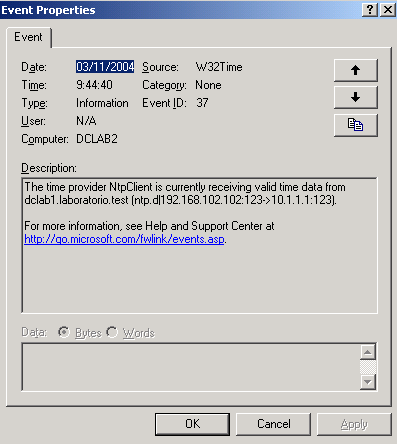 Event Properties
Event
Date: 03/11/2004 Source: W32Time
Time: 9:44:40 Category: None
Type: Information Event ID: 37
User: N/A
Computer: DCLAB2
Description:
The time provider NtpClient is currently receiving valid time data from
dclab1.laboratorio.test (ntp.d|192.168.102.102:123->10.1.1.1:123).
For more information, see Help and Support Center at
http://go.microsoft.com/fwlink/events.asp.
Data: Bytes Words
OK Cancel Apply